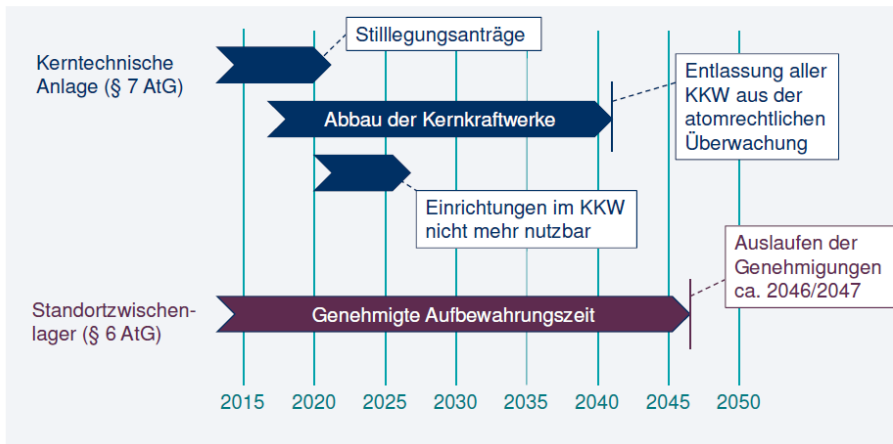 Kerntechnische
Anlage (§ 7 AtG)
Stilllegungsanträge
Abbau der Kernkraftwerke
Entlassung aller
KKW aus der
atomrechtlichen
Überwachung
Einrichtungen im KKW
nicht mehr nutzbar
Standortzwischen-
lager (§ 6 AtG)
Genehmigte Aufbewahrungszeit
Auslaufen der
Genehmigungen
ca. 2046/2047
2015 2020 2025 2030 2035 2040 2045 2050